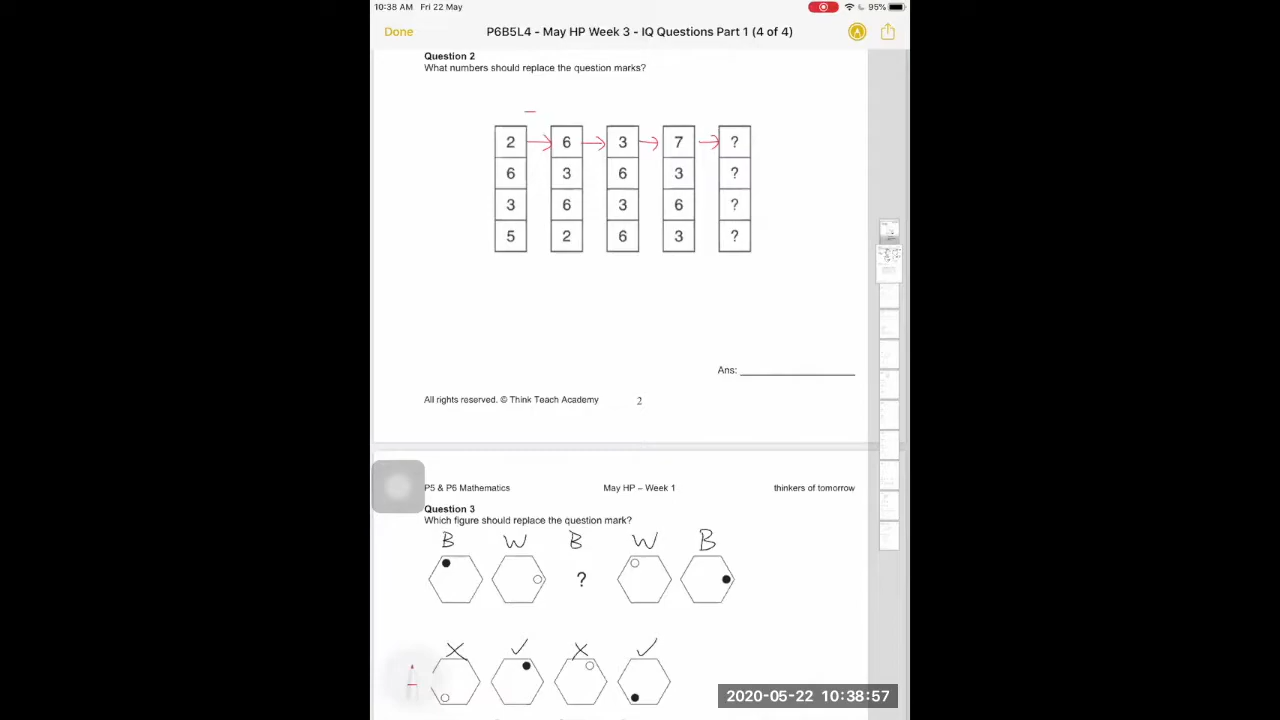 10:38 AM Fri 22 May 95%
Done P6B5L4 - May HP Week 3 - IQ Questions Part 1 (4 of 4)
Question 2
What numbers should replace the question marks?
2 6 3 7 ?
6 3 6 3 ?
3 6 3 6 ?
5 2 6 3 ?
Ans: ____________________
All rights reserved. © Think Teach Academy 2
P5 & P6 Mathematics May HP – Week 1 thinkers of tomorrow
Question 3
Which figure should replace the question mark?
B W B W B
?
2020-05-22 10:38:57